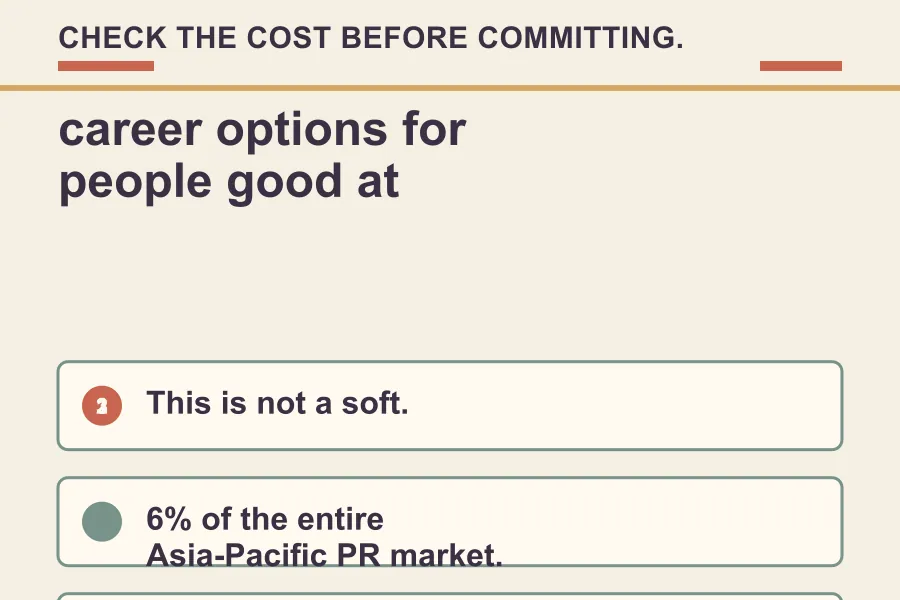 CHECK THE COST BEFORE COMMITTING.
career options for
people good at
This is not a soft.
6% of the entire
Asia-Pacific PR market.